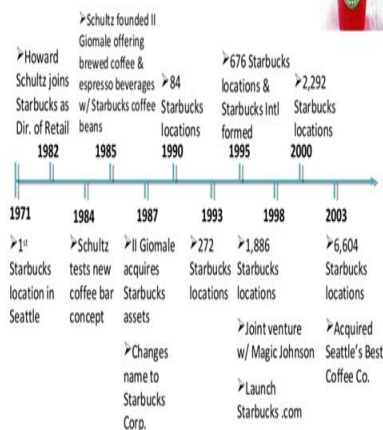 ➢Howard
Schultz joins
Starbucks as
Dir. of Retail
1982
➢Schultz founded II
Giomale offering
brewed coffee &
espresso beverages
w/ Starbucks coffee
beans
1985
➢84
Starbucks
locations
1990
➢676 Starbucks
locations &
Starbucks Intl
formed
1995
➢2,292
Starbucks
locations
2000
1971
➢1st
Starbucks
location in
Seattle
1984
➢Schultz
tests new
coffee bar
concept
1987
➢II Giomale
acquires
Starbucks
assets
➢Changes
name to
Starbucks
Corp.
1993
➢272
Starbucks
locations
1998
➢1,886
Starbucks
locations
➢Joint venture
w/ Magic Johnson
➢Launch
Starbucks .com
2003
➢6,604
Starbucks
locations
➢Acquired
Seattle's Best
Coffee Co.